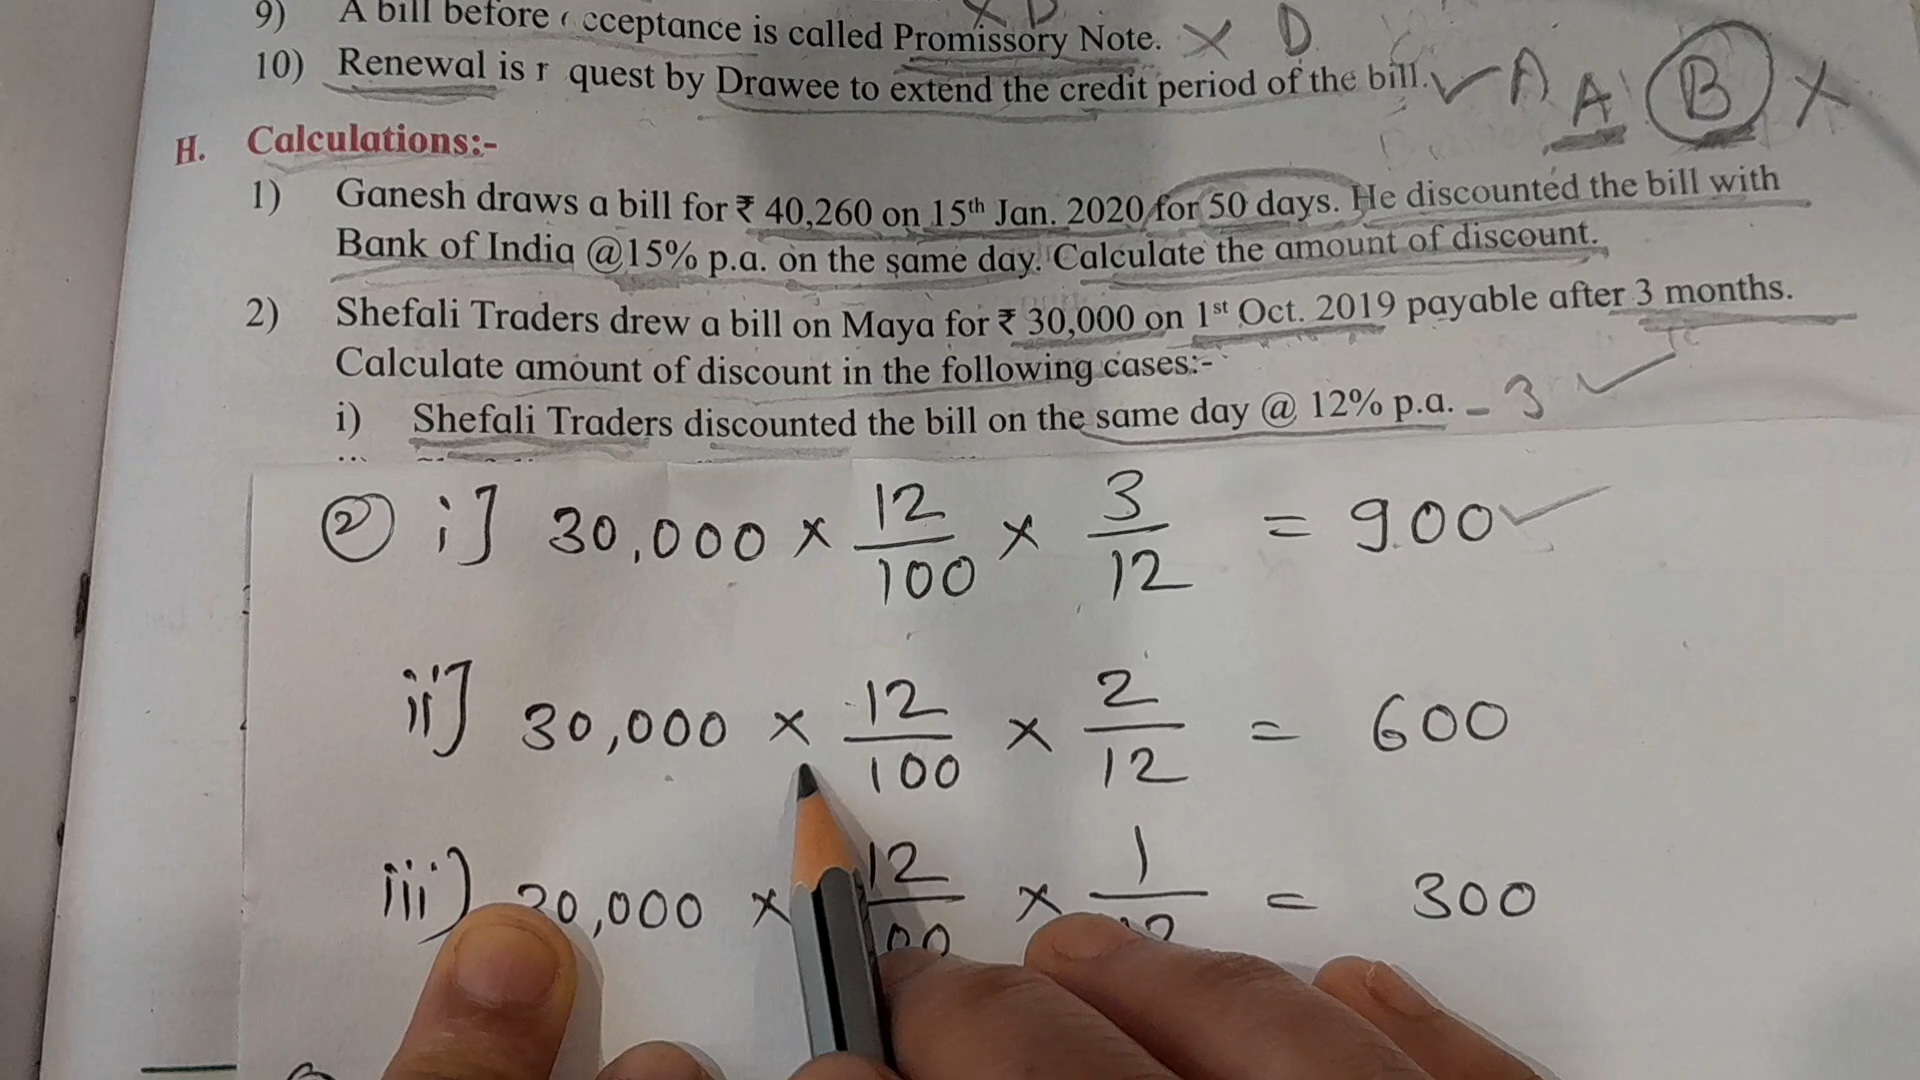 9) A bill before cceptance is called Promissory Note. X D
10) Renewal is r quest by Drawee to extend the credit period of the bill. ✓ A A B X
H. Calculations:-
1) Ganesh draws a bill for ₹ 40,260 on 15th Jan. 2020 for 50 days. He discounted the bill with
Bank of India @15% p.a. on the same day. Calculate the amount of discount.
2) Shefali Traders drew a bill on Maya for ₹ 30,000 on 1st Oct. 2019 payable after 3 months.
Calculate amount of discount in the following cases:-
i) Shefali Traders discounted the bill on the same day @ 12% p.a. - 3 ✓
② i] 30,000 × 12/100 × 3/12 = 900 ✓
ii] 30,000 × 12/100 × 2/12 = 600
iii) 30,000 × 12/100 × 1/12 = 300